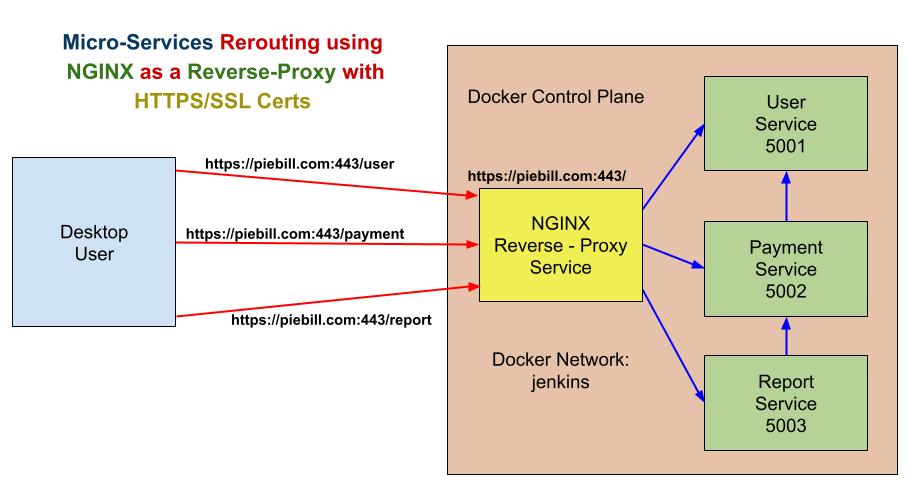 Micro-Services Rerouting using
NGINX as a Reverse-Proxy with
HTTPS/SSL Certs
Docker Control Plane
User
Service
5001
https://piebill.com:443/user
https://piebill.com:443/
Desktop
User
https://piebill.com:443/payment
NGINX
Reverse - Proxy
Service
Payment
Service
5002
https://piebill.com:443/report
Docker Network:
jenkins
Report
Service
5003